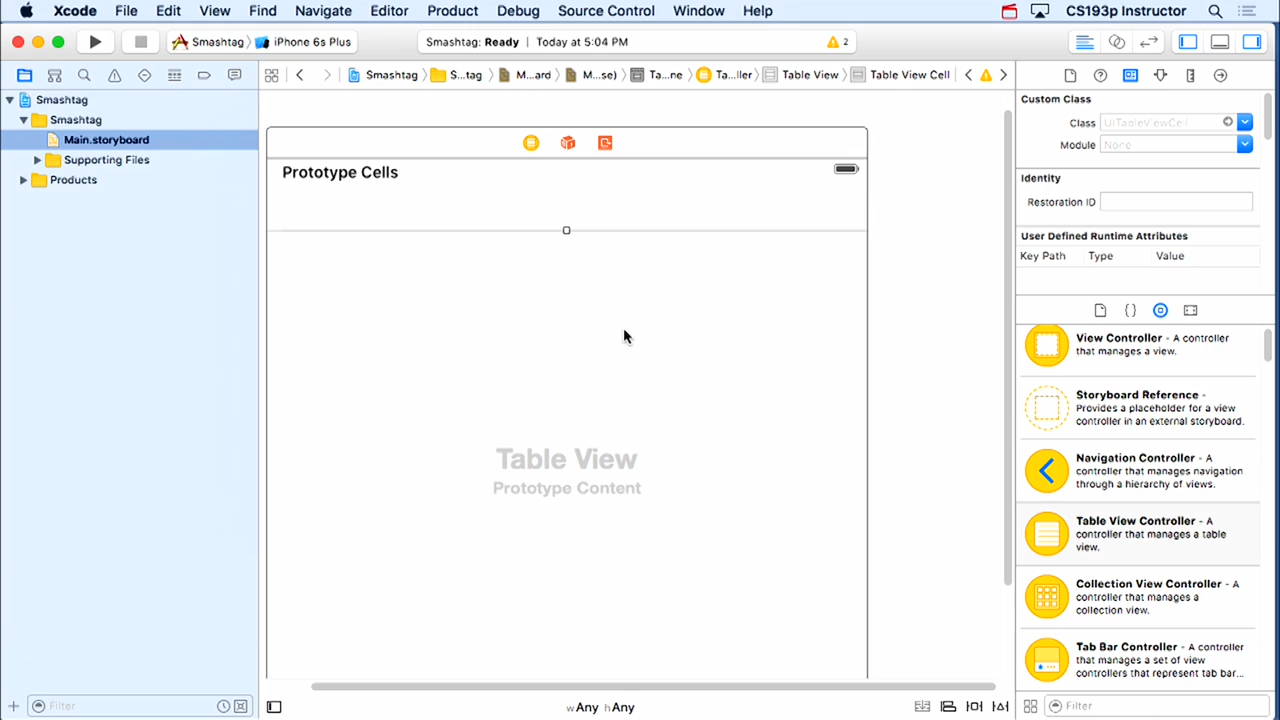 Xcode File Edit View Find Navigate Editor Product Debug Source Control Window Help CS193p Instructor
Smashtag iPhone 6s Plus Smashtag: Ready Today at 5:04 PM 2
Smashtag S...tag M...ard M...se) Ta...ne Ta...ller Table View Table View Cell
Smashtag
Smashtag
Main.storyboard
Supporting Files
Products
Filter
Prototype Cells
Table View
Prototype Content
wAny hAny
Custom Class
Class UITableViewCell
Module None
Identity
Restoration ID
User Defined Runtime Attributes
Key Path Type Value
View Controller - A controller
that manages a view.
Storyboard Reference -
Provides a placeholder for a view
controller in an external storyboard.
Navigation Controller - A
controller that manages navigation
through a hierarchy of views.
Table View Controller - A
controller that manages a table
view.
Collection View Controller - A
controller that manages a
collection view.
Tab Bar Controller - A controller
that manages a set of view
controllers that represent tab bar...
Filter